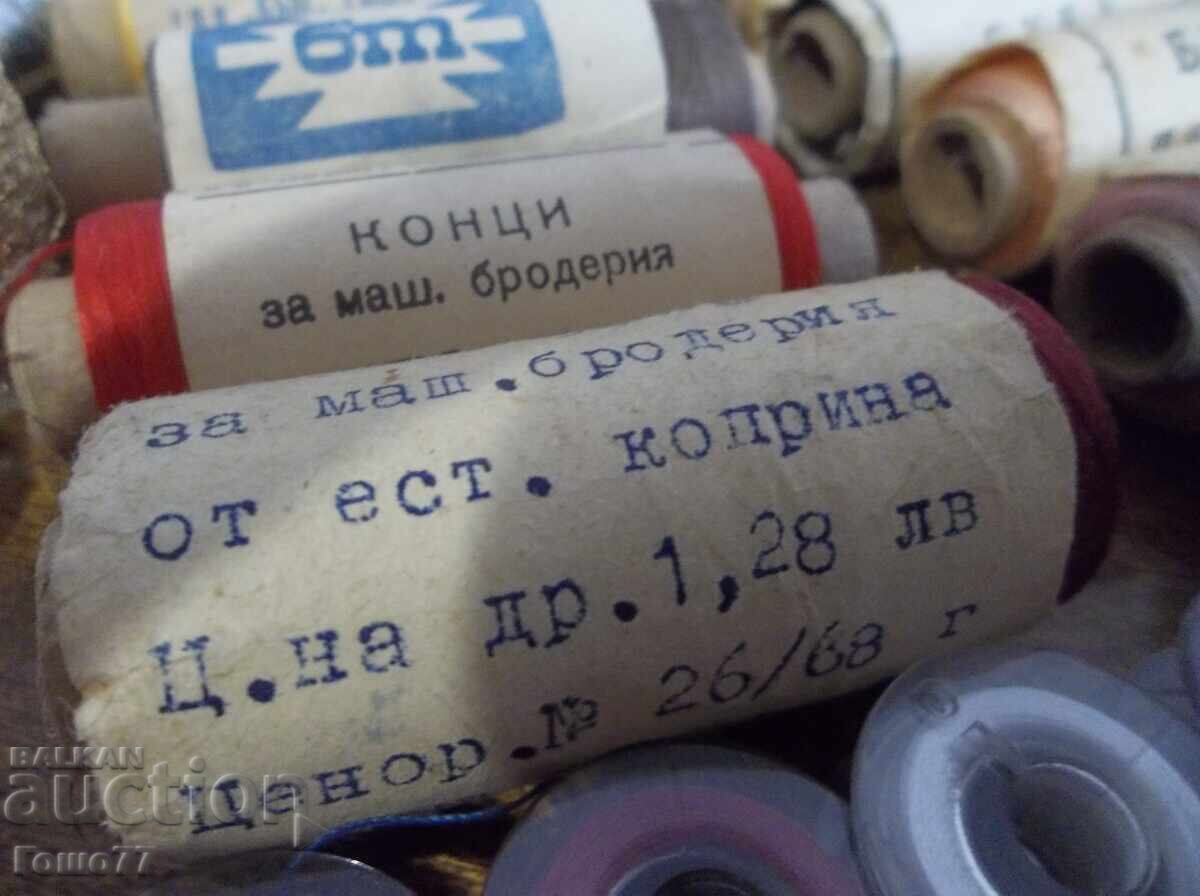 бт
КОНЦИ
за маш. бродерия
за маш.бродерия
от ест. коприна
Ц.на др.1,28 лв
Ценор.№ 26/68 г
BALKAN
auction
Гошо77